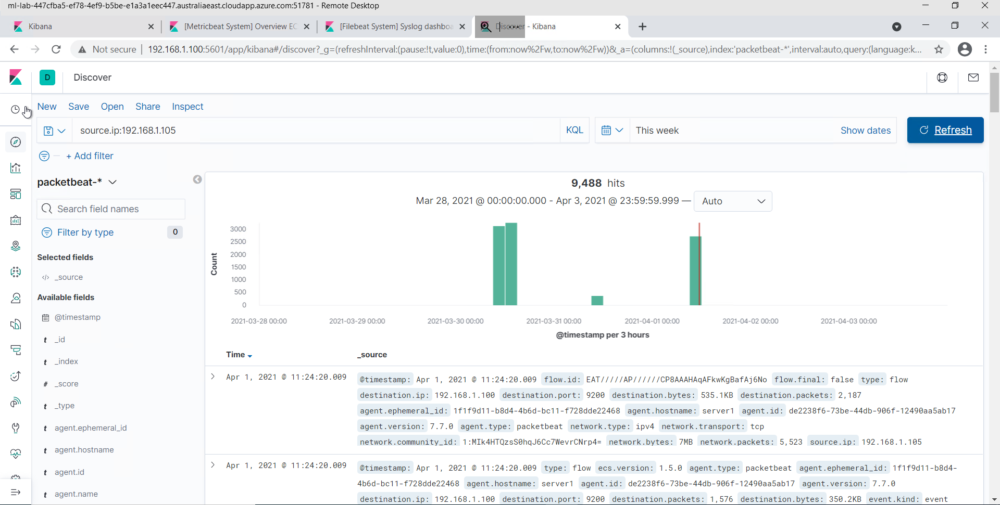 ml-lab-447cfba5-ef78-4ef9-b5be-e1a3a1eec447.australiaeast.cloudapp.azure.com:51781 - Remote Desktop
Kibana
[Metricbeat System] Overview EC
[Filebeat System] Syslog dashboa
Discover - Kibana
Not secure
192.168.1.100:5601/app/kibana#/discover?_g=(refreshInterval:(pause:!t,value:0),time:(from:now%2Fw,to:now%2Fw))&_a=(columns:!(_source),index:'packetbeat-*',interval:auto,query:(language:k...
D
Discover
New Save Open Share Inspect
source.ip:192.168.1.105
KQL
This week
Show dates
Refresh
+ Add filter
packetbeat-*
Search field names
Filter by type
0
Selected fields
</> _source
Available fields
@timestamp
t _id
t _index
# _score
t _type
t agent.ephemeral_id
t agent.hostname
t agent.id
t agent.name
9,488 hits
Mar 28, 2021 @ 00:00:00.000 - Apr 3, 2021 @ 23:59:59.999 —
Auto
Count
3000
2500
2000
1500
1000
500
0
2021-03-28 00:00
2021-03-29 00:00
2021-03-30 00:00
2021-03-31 00:00
2021-04-01 00:00
2021-04-02 00:00
2021-04-03 00:00
@timestamp per 3 hours
Time
_source
Apr 1, 2021 @ 11:24:20.009
@timestamp: Apr 1, 2021 @ 11:24:20.009 flow.id: EAT/////AP//////CP8AAAHAqAFkwKgBafAj6No flow.final: false type: flow
destination.ip: 192.168.1.100 destination.port: 9200 destination.bytes: 535.1KB destination.packets: 2,187
agent.ephemeral_id: 1f1f9d11-b8d4-4b6d-bc11-f728dde22468 agent.hostname: server1 agent.id: de2238f6-73be-44db-906f-12490aa5ab17
agent.version: 7.7.0 agent.type: packetbeat network.type: ipv4 network.transport: tcp
network.community_id: 1:MIk4HTQzsS0hqJ6Cc7WevrCNrp4= network.bytes: 7MB network.packets: 5,523 source.ip: 192.168.1.105
Apr 1, 2021 @ 11:24:20.009
@timestamp: Apr 1, 2021 @ 11:24:20.009 type: flow ecs.version: 1.5.0 agent.type: packetbeat agent.ephemeral_id: 1f1f9d11-b8d4-
4b6d-bc11-f728dde22468 agent.hostname: server1 agent.id: de2238f6-73be-44db-906f-12490aa5ab17 agent.version: 7.7.0
destination.ip: 192.168.1.100 destination.port: 9200 destination.packets: 1,576 destination.bytes: 350.2KB event.kind: event